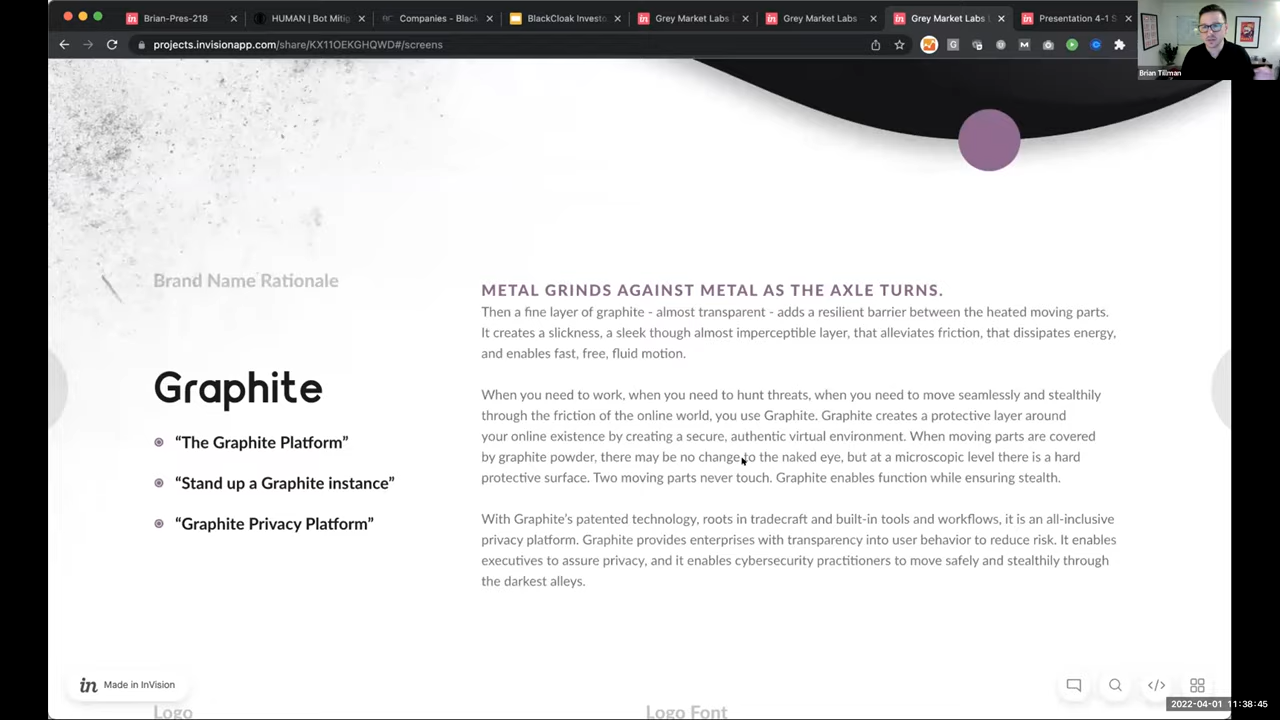 Brian-Pres-218
HUMAN | Bot Mitig
Companies - Black
BlackCloak Investo
Grey Market Labs
Grey Market Labs
Grey Market Labs
Presentation 4-1 S
projects.invisionapp.com/share/KX11OEKGHQWD#/screens
Brian Tillman
Brand Name Rationale
Graphite
“The Graphite Platform”
“Stand up a Graphite instance”
“Graphite Privacy Platform”
METAL GRINDS AGAINST METAL AS THE AXLE TURNS.
Then a fine layer of graphite - almost transparent - adds a resilient barrier between the heated moving parts.
It creates a slickness, a sleek though almost imperceptible layer, that alleviates friction, that dissipates energy,
and enables fast, free, fluid motion.
When you need to work, when you need to hunt threats, when you need to move seamlessly and stealthily
through the friction of the online world, you use Graphite. Graphite creates a protective layer around
your online existence by creating a secure, authentic virtual environment. When moving parts are covered
by graphite powder, there may be no change to the naked eye, but at a microscopic level there is a hard
protective surface. Two moving parts never touch. Graphite enables function while ensuring stealth.
With Graphite’s patented technology, roots in tradecraft and built-in tools and workflows, it is an all-inclusive
privacy platform. Graphite provides enterprises with transparency into user behavior to reduce risk. It enables
executives to assure privacy, and it enables cybersecurity practitioners to move safely and stealthily through
the darkest alleys.
in Made in InVision
Logo
Logo Font
2022-04-01 11:38:45